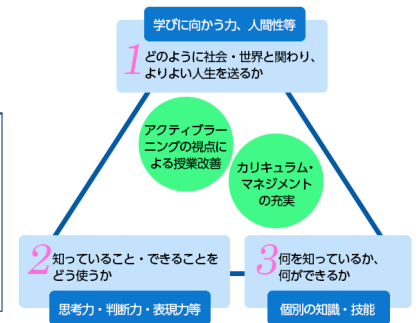 学びに向かう力、人間性等
1 どのように社会・世界と関わり、
よりよい人生を送るか
アクティブラー
ニングの視点に
よる授業改善
カリキュラム・
マネジメント
の充実
2 知っていること・できることを
どう使うか
思考力・判断力・表現力等
3 何を知っているか、
何ができるか
個別の知識・技能